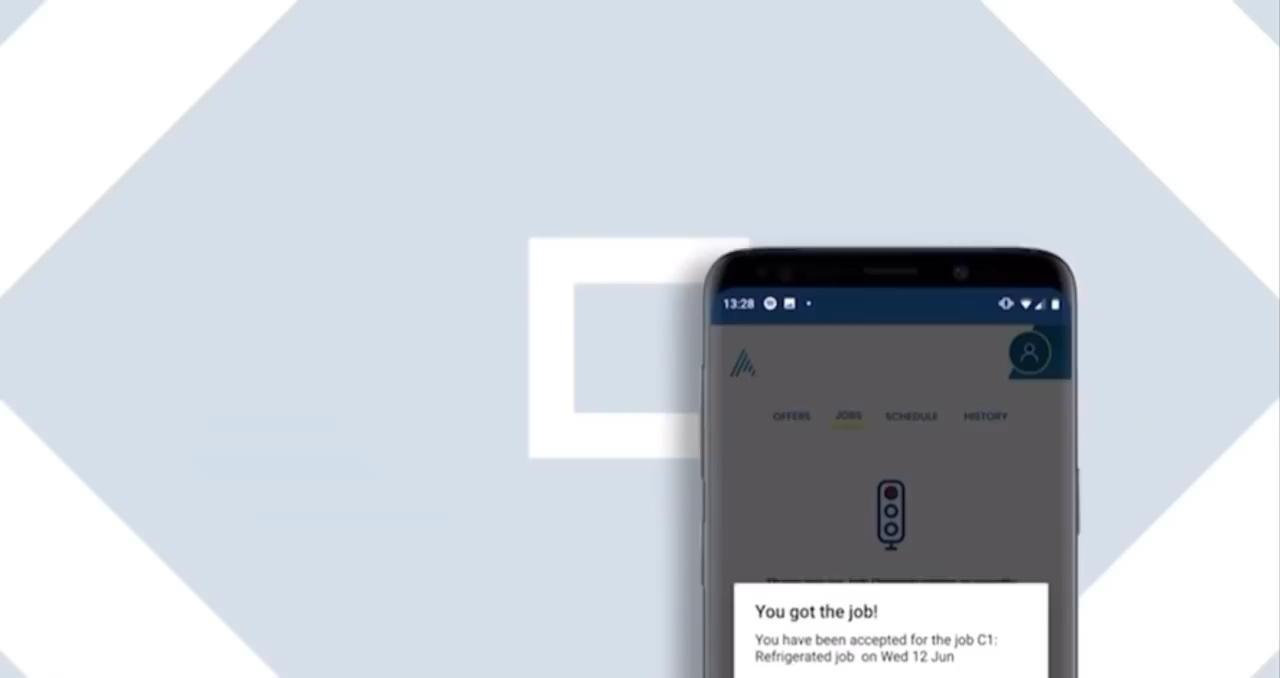 13:28
OFFERS JOBS SCHEDULE HISTORY
You got the job!
You have been accepted for the job C1:
Refrigerated job on Wed 12 Jun